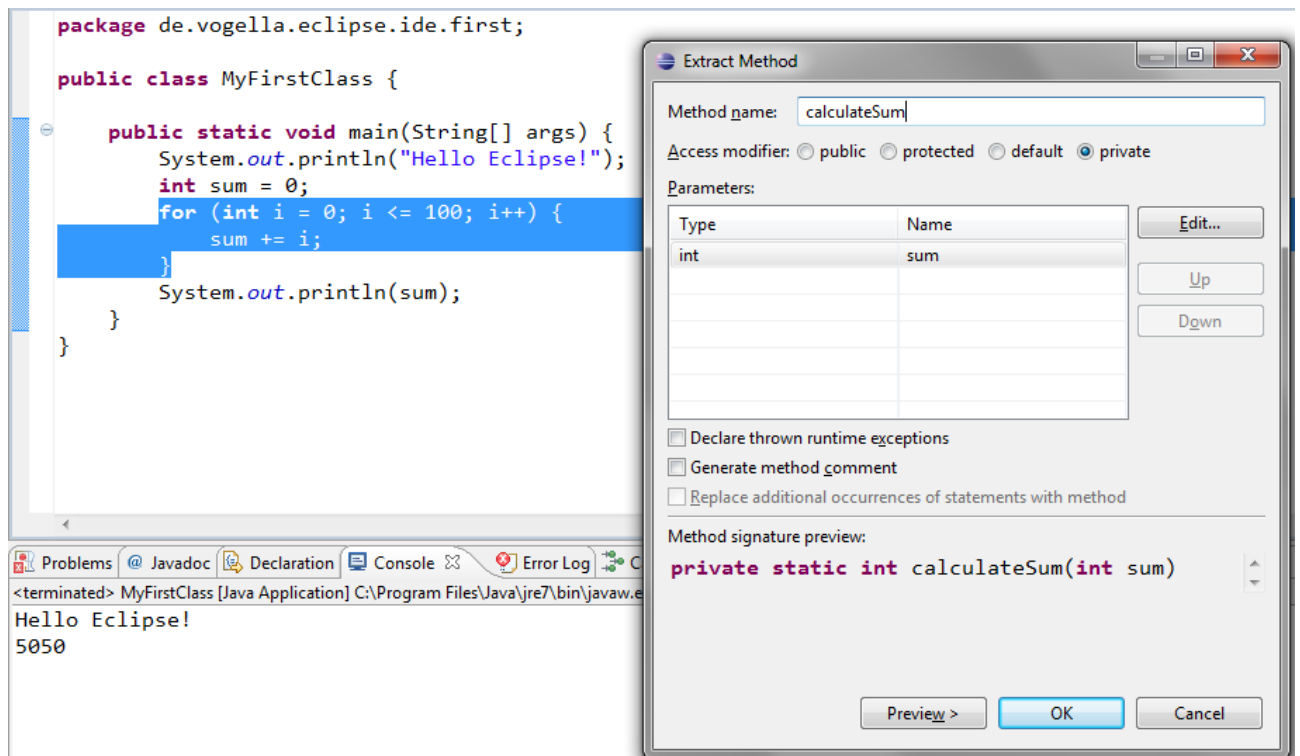 package de.vogella.eclipse.ide.first;
public class MyFirstClass {
public static void main(String[] args) {
System.out.println("Hello Eclipse!");
int sum = 0;
for (int i = 0; i <= 100; i++) {
sum += i;
}
System.out.println(sum);
}
}
Problems @ Javadoc Declaration Console Error Log C
<terminated> MyFirstClass [Java Application] C:\Program Files\Java\jre7\bin\javaw.e
Hello Eclipse!
5050
Extract Method
Method name: calculateSum
Access modifier: public protected default private
Parameters:
Type Name
int sum
Edit...
Up
Down
Declare thrown runtime exceptions
Generate method comment
Replace additional occurrences of statements with method
Method signature preview:
private static int calculateSum(int sum)
Preview > OK Cancel